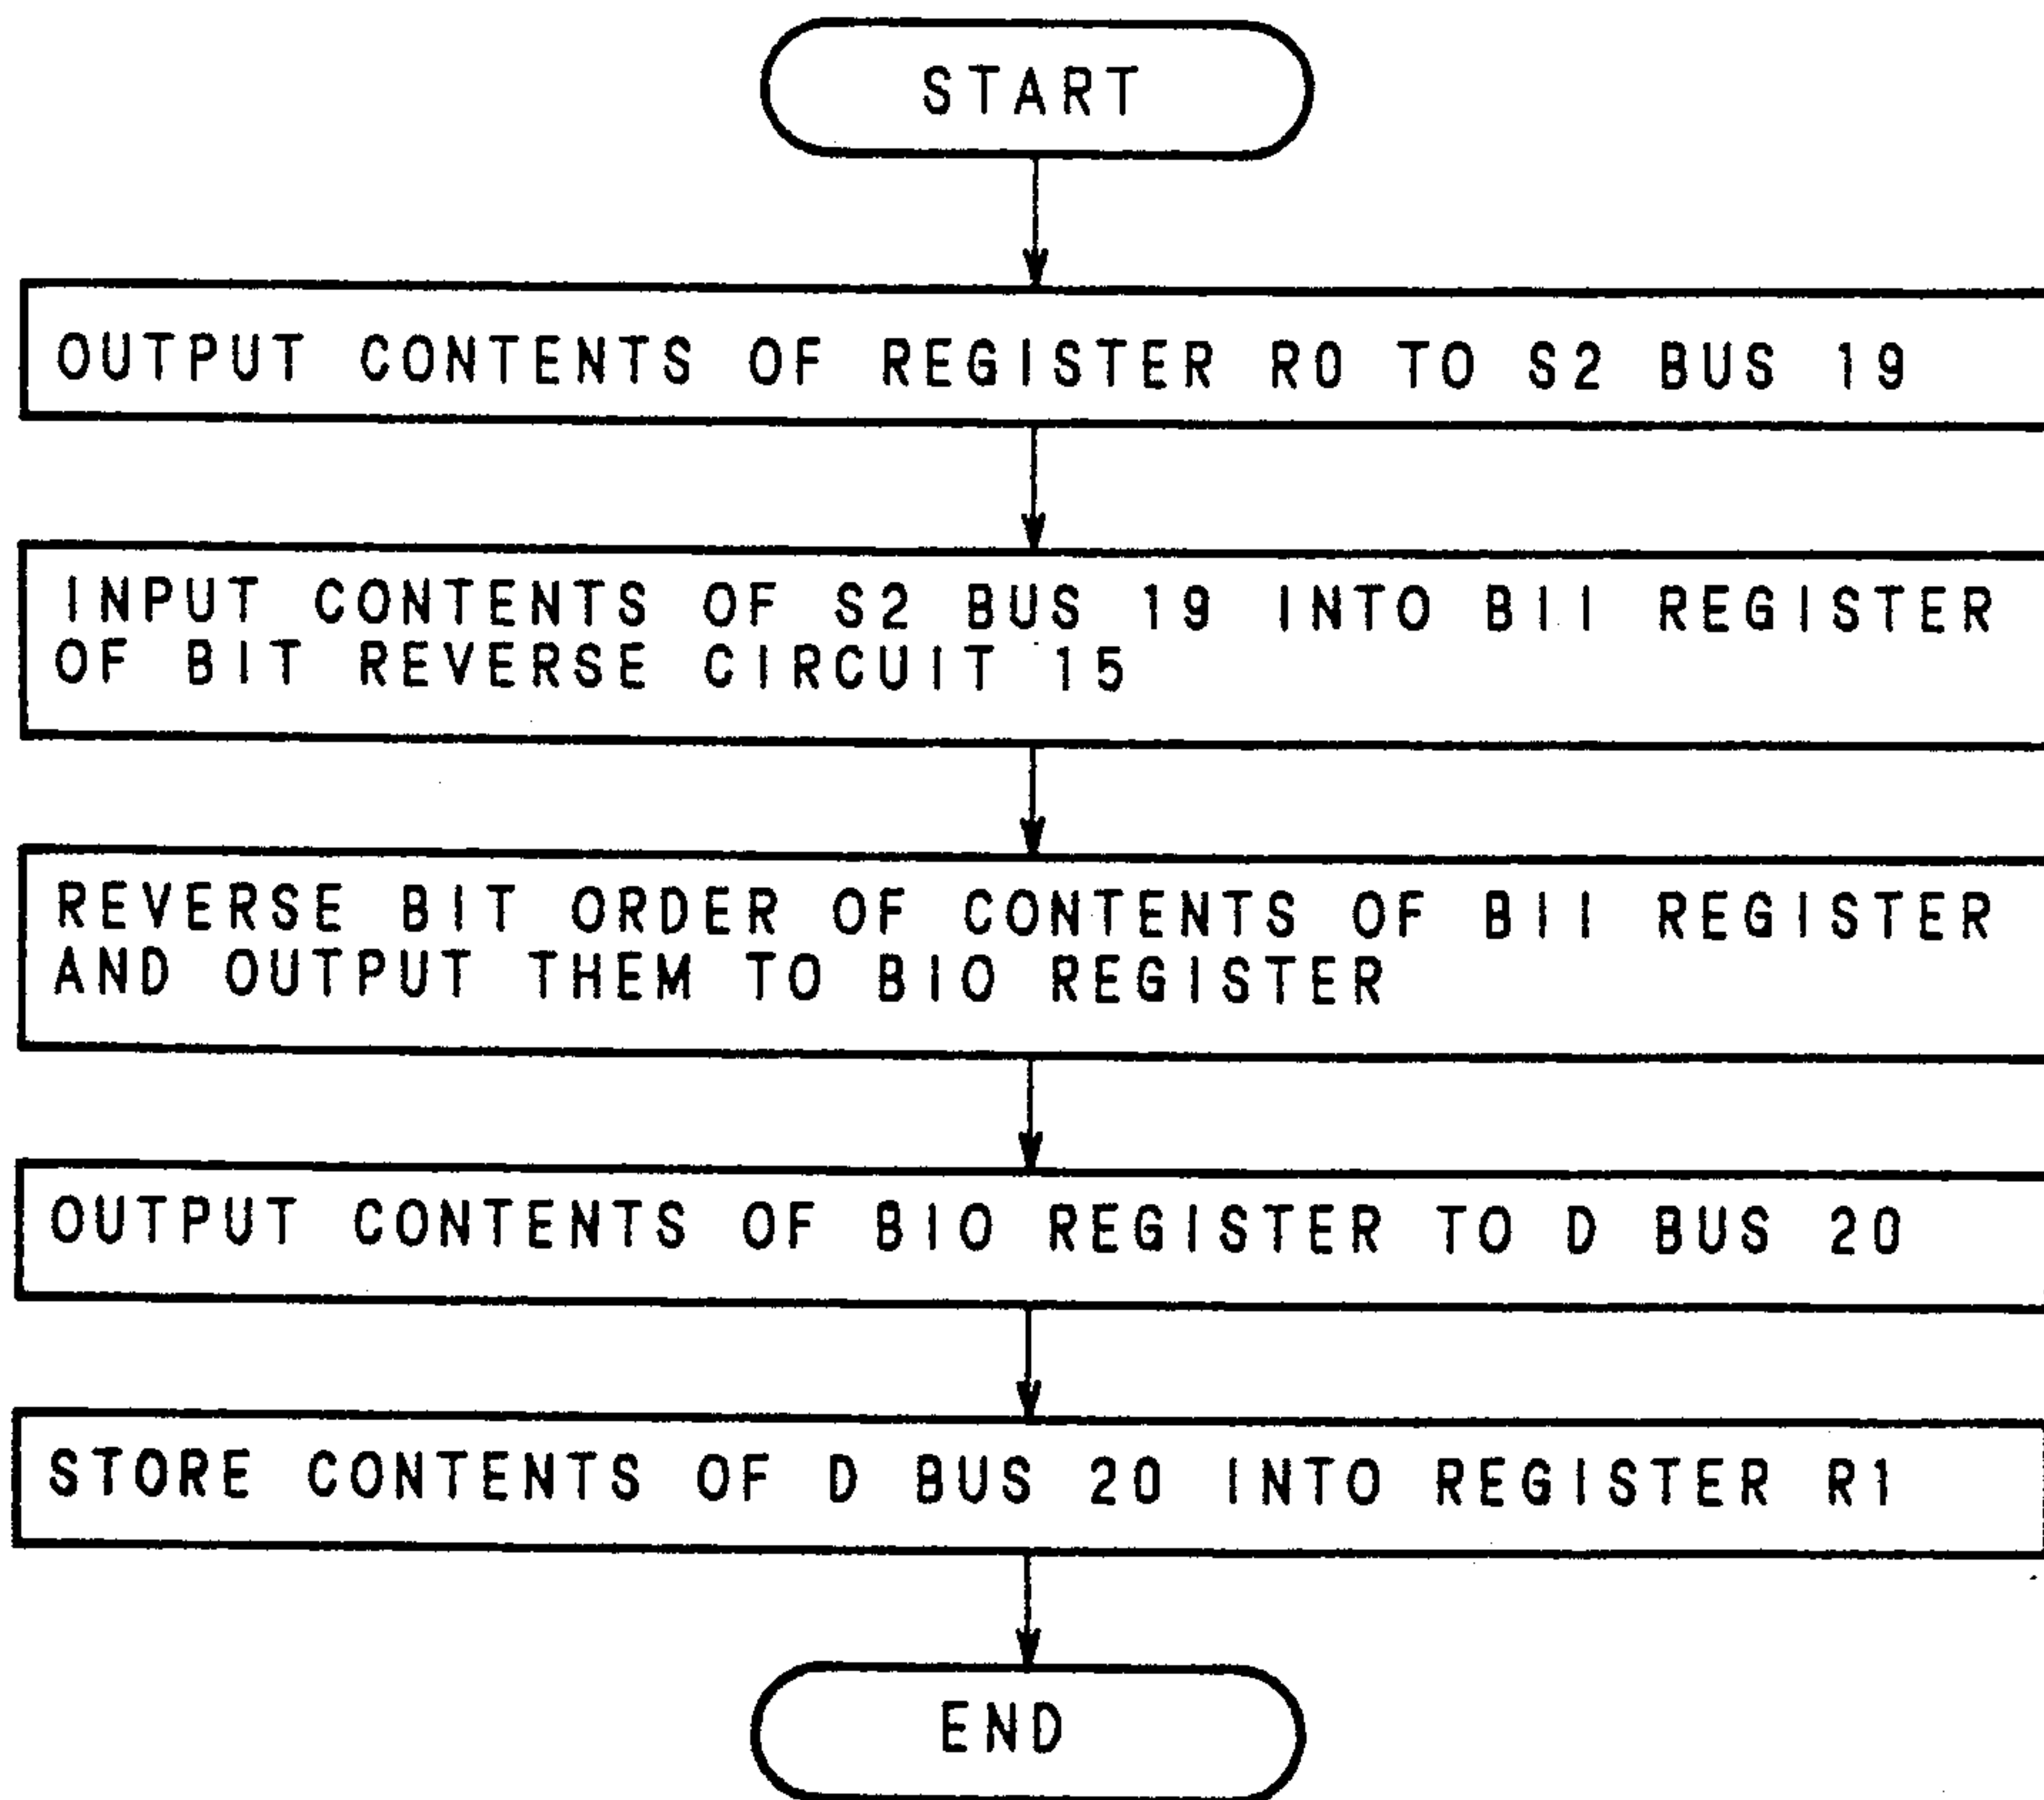 START
OUTPUT CONTENTS OF REGISTER R0 TO S2 BUS 19
INPUT CONTENTS OF S2 BUS 19 INTO BII REGISTER
OF BIT REVERSE CIRCUIT 15
REVERSE BIT ORDER OF CONTENTS OF BII REGISTER
AND OUTPUT THEM TO BIO REGISTER
OUTPUT CONTENTS OF BIO REGISTER TO D BUS 20
STORE CONTENTS OF D BUS 20 INTO REGISTER R1
END